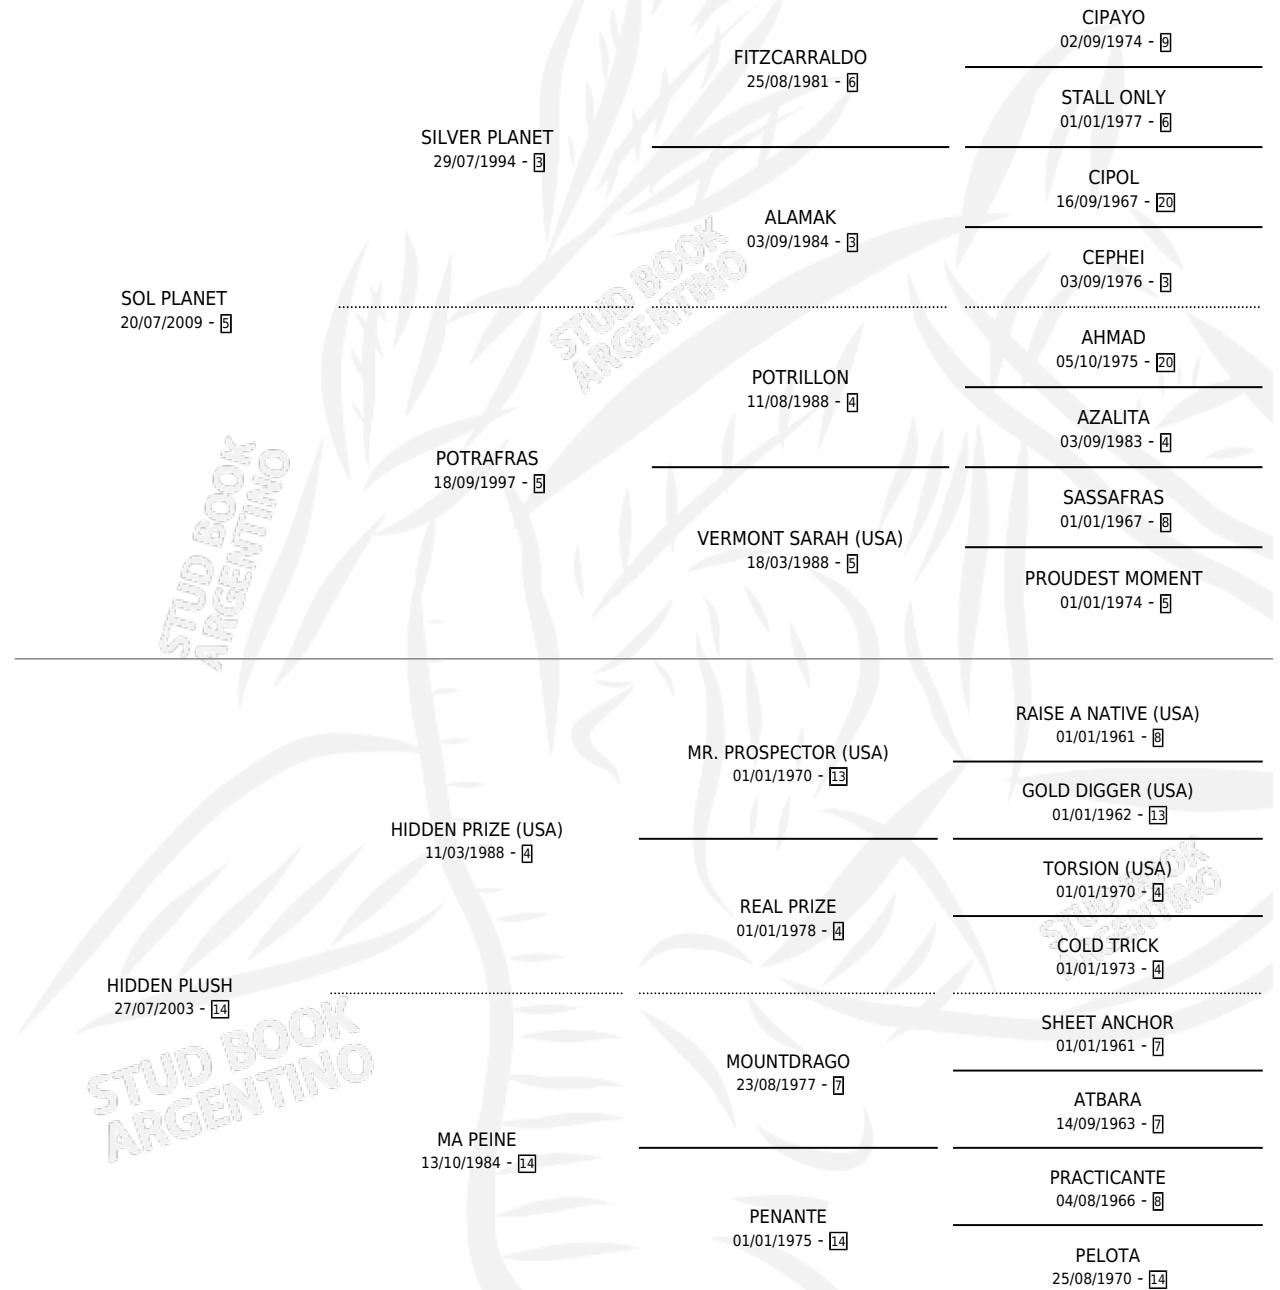 CIPAYO
02/09/1974 - 9
FITZCARRALDO
25/08/1981 - 6
STALL ONLY
01/01/1977 - 6
SILVER PLANET
29/07/1994 - 3
CIPOL
16/09/1967 - 20
ALAMAK
03/09/1984 - 3
CEPHEI
03/09/1976 - 3
SOL PLANET
20/07/2009 - 5
AHMAD
05/10/1975 - 20
POTRILLON
11/08/1988 - 4
AZALITA
03/09/1983 - 4
POTRAFRAS
18/09/1997 - 5
SASSAFRAS
01/01/1967 - 8
VERMONT SARAH (USA)
18/03/1988 - 5
PROUDEST MOMENT
01/01/1974 - 5
RAISE A NATIVE (USA)
01/01/1961 - 8
MR. PROSPECTOR (USA)
01/01/1970 - 13
GOLD DIGGER (USA)
01/01/1962 - 13
HIDDEN PRIZE (USA)
11/03/1988 - 4
TORSION (USA)
01/01/1970 - 4
REAL PRIZE
01/01/1978 - 4
COLD TRICK
01/01/1973 - 4
HIDDEN PLUSH
27/07/2003 - 14
SHEET ANCHOR
01/01/1961 - 7
MOUNTDRAGO
23/08/1977 - 7
ATBARA
14/09/1963 - 7
MA PEINE
13/10/1984 - 14
PRACTICANTE
04/08/1966 - 8
PENANTE
01/01/1975 - 14
PELOTA
25/08/1970 - 14
STUD BOOK
ARGENTINO
STUD BOOK
ARGENTINO
STUD BOOK
ARGENTINO
STUD BOOK
ARGENTINO